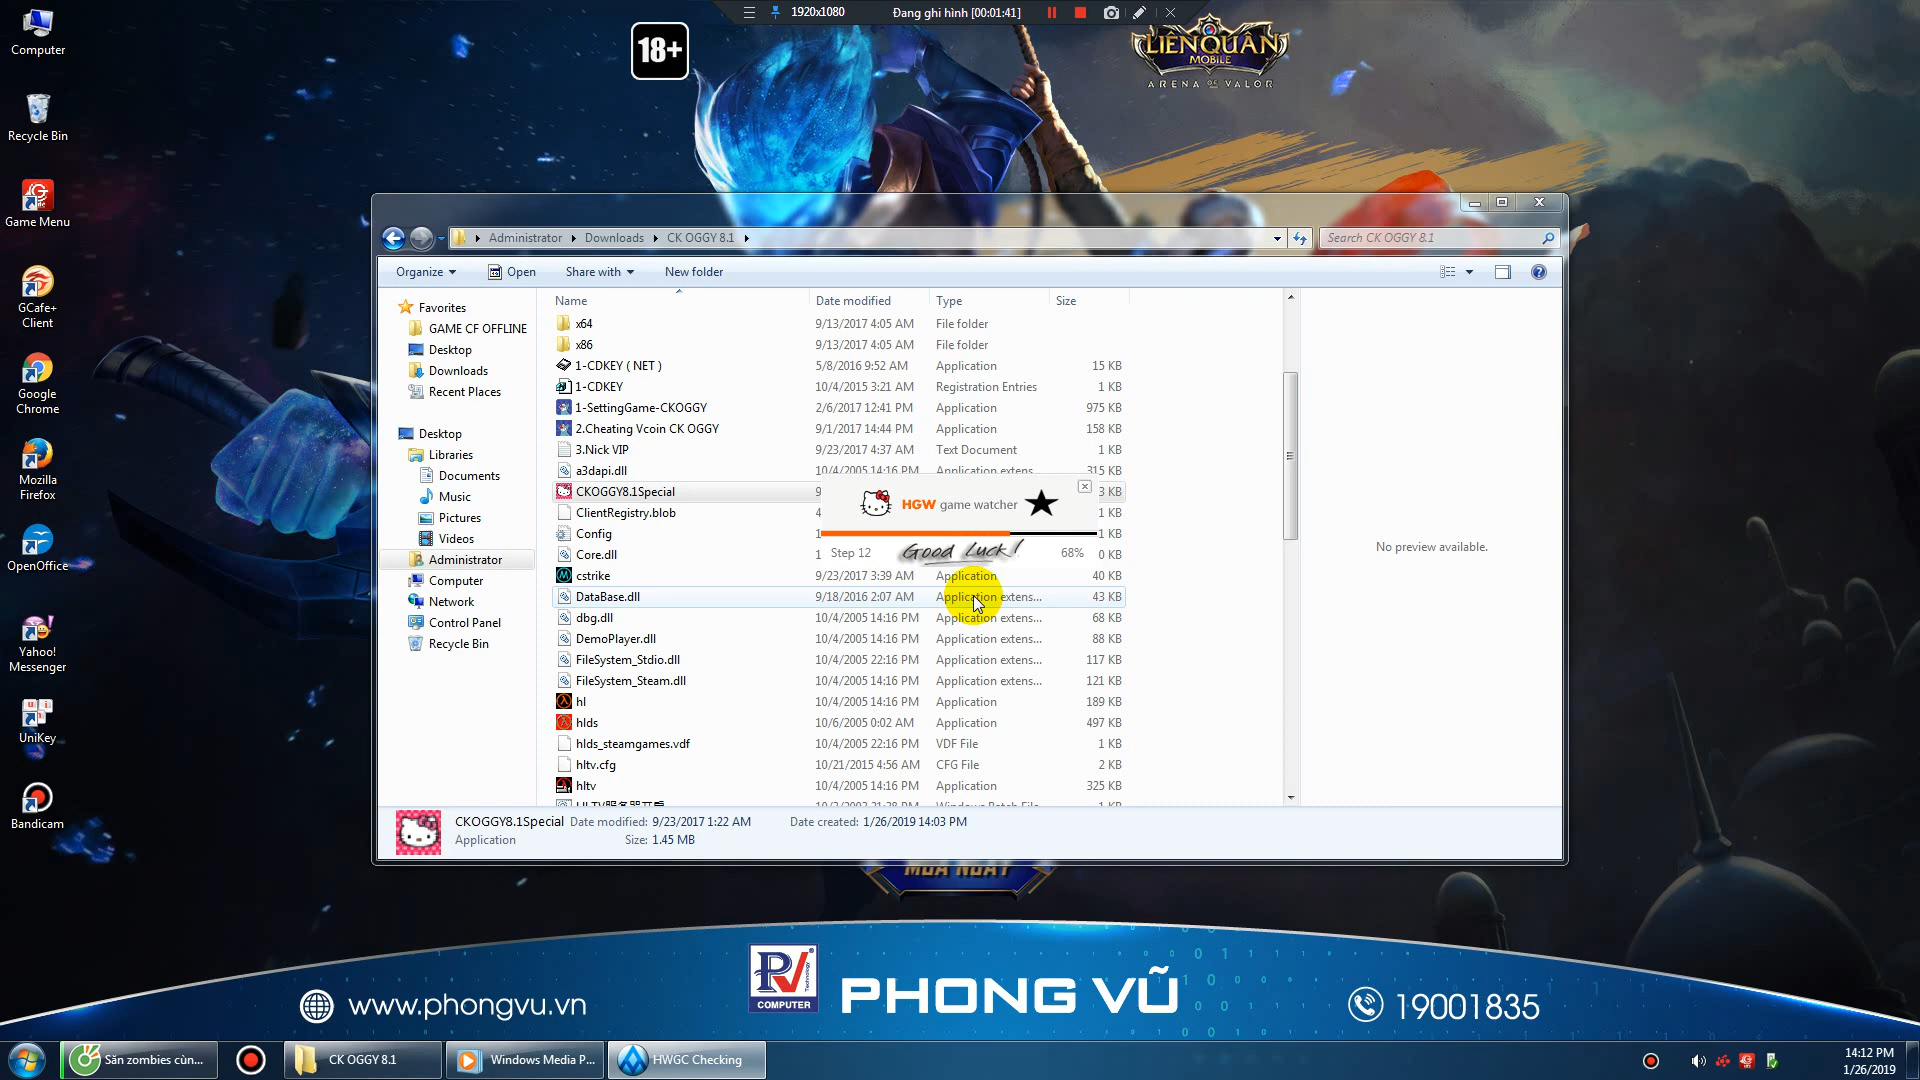 1920x1080
Đang ghi hình [00:01:41]
Computer
Recycle Bin
Game Menu
GCafe+
Client
Google
Chrome
Mozilla
Firefox
OpenOffice
Yahoo!
Messenger
UniKey
Bandicam
18+
LIÊN QUÂN
MOBILE
ARENA OF VALOR
Administrator
Downloads
CK OGGY 8.1
Search CK OGGY 8.1
Organize
Open
Share with
New folder
Favorites
GAME CF OFFLINE
Desktop
Downloads
Recent Places
Desktop
Libraries
Documents
Music
Pictures
Videos
Administrator
Computer
Network
Control Panel
Recycle Bin
Name Date modified Type Size
x64 9/13/2017 4:05 AM File folder
x86 9/13/2017 4:05 AM File folder
1-CDKEY ( NET ) 5/8/2016 9:52 AM Application 15 KB
1-CDKEY 10/4/2015 3:21 AM Registration Entries 1 KB
1-SettingGame-CKOGGY 2/6/2017 12:41 PM Application 975 KB
2.Cheating Vcoin CK OGGY 9/1/2017 14:44 PM Application 158 KB
3.Nick VIP 9/23/2017 4:37 AM Text Document 1 KB
a3dapi.dll 10/4/2005 14:16 PM Application extens... 315 KB
CKOGGY8.1Special 9 3 KB
ClientRegistry.blob 4 1 KB
Config 1 1 KB
Core.dll 1 0 KB
cstrike 9/23/2017 3:39 AM Application 40 KB
DataBase.dll 9/18/2016 2:07 AM Application extens... 43 KB
dbg.dll 10/4/2005 14:16 PM Application extens... 68 KB
DemoPlayer.dll 10/4/2005 14:16 PM Application extens... 88 KB
FileSystem_Stdio.dll 10/4/2005 22:16 PM Application extens... 117 KB
FileSystem_Steam.dll 10/4/2005 14:16 PM Application extens... 121 KB
hl 10/4/2005 14:16 PM Application 189 KB
hlds 10/6/2005 0:02 AM Application 497 KB
hlds_steamgames.vdf 10/4/2005 22:16 PM VDF File 1 KB
hltv.cfg 10/21/2015 4:56 AM CFG File 2 KB
hltv 10/4/2005 14:16 PM Application 325 KB
HGW game watcher
Step 12
Good Luck!
68%
No preview available.
CKOGGY8.1Special Date modified: 9/23/2017 1:22 AM Date created: 1/26/2019 14:03 PM
Application Size: 1.45 MB
MUA NGAY
www.phongvu.vn
PV
Technology
COMPUTER
PHONG VŨ
19001835
Săn zombies cùn...
CK OGGY 8.1
Windows Media P...
HWGC Checking
14:12 PM
1/26/2019